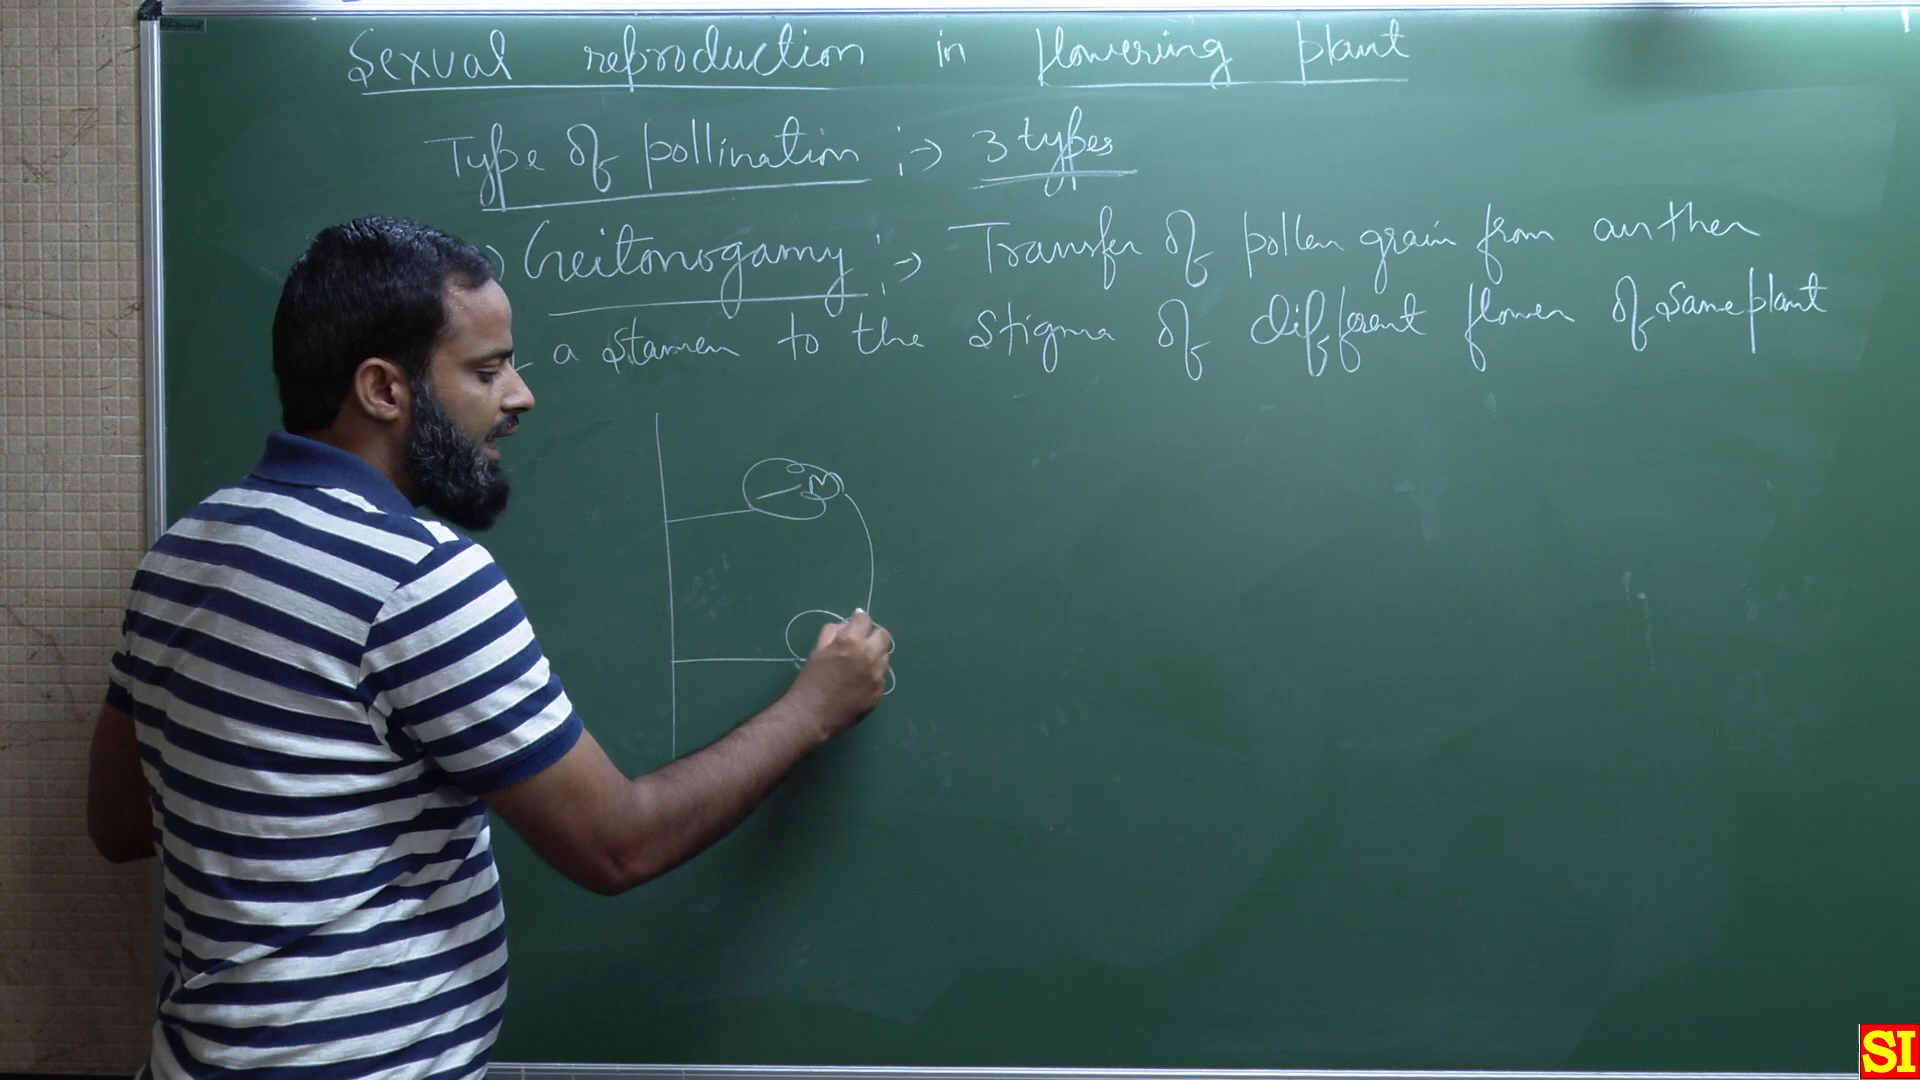 Sexual reproduction in flowering plant
Type of pollination :-> 3 types
) Geitonogamy :-> Transfer of pollen grain from anther
a stamen to the stigma of different flower of same plant
M
SI